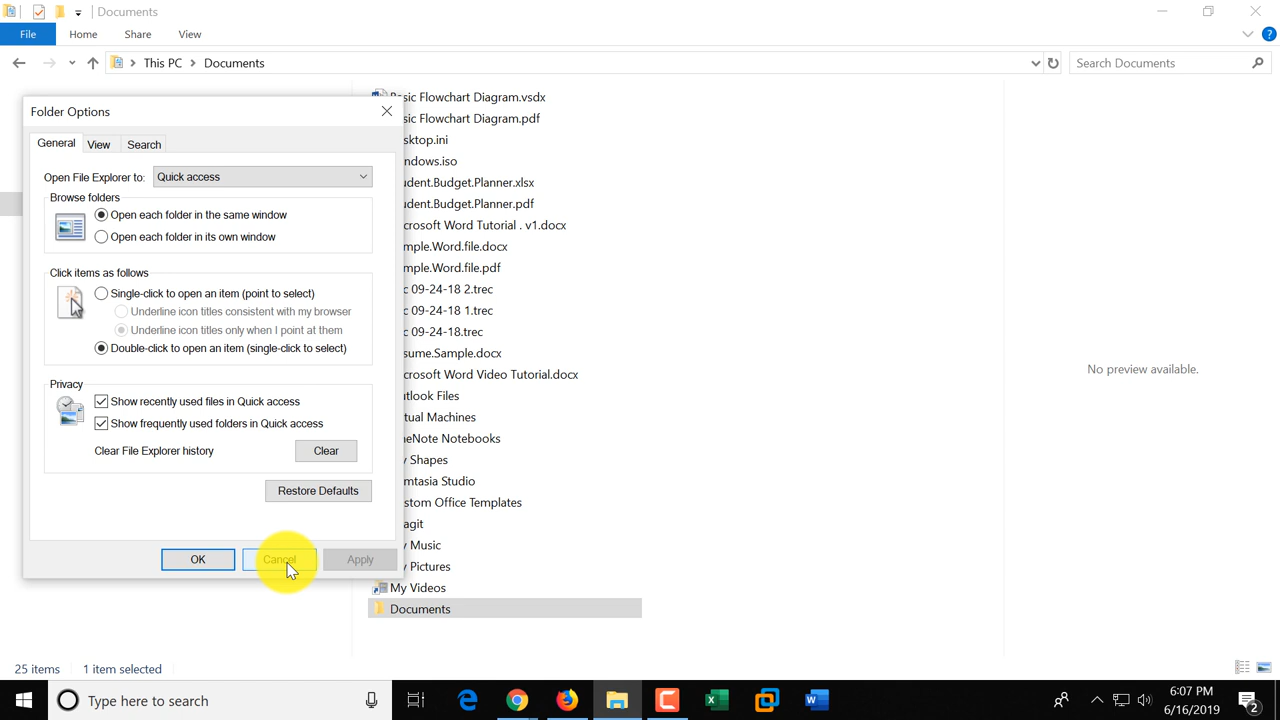 Documents
File Home Share View
This PC Documents Search Documents
Folder Options
General View Search
Open File Explorer to: Quick access
Browse folders
Open each folder in the same window
Open each folder in its own window
Click items as follows
Single-click to open an item (point to select)
Underline icon titles consistent with my browser
Underline icon titles only when I point at them
Double-click to open an item (single-click to select)
Privacy
Show recently used files in Quick access
Show frequently used folders in Quick access
Clear File Explorer history Clear
Restore Defaults
OK Cancel Apply
asic Flowchart Diagram.vsdx
sic Flowchart Diagram.pdf
sktop.ini
ndows.iso
udent.Budget.Planner.xlsx
udent.Budget.Planner.pdf
crosoft Word Tutorial . v1.docx
mple.Word.file.docx
mple.Word.file.pdf
c 09-24-18 2.trec
c 09-24-18 1.trec
c 09-24-18.trec
sume.Sample.docx
crosoft Word Video Tutorial.docx
utlook Files
tual Machines
neNote Notebooks
y Shapes
mtasia Studio
stom Office Templates
agit
y Music
y Pictures
My Videos
Documents
No preview available.
25 items 1 item selected
Type here to search
6:07 PM
6/16/2019
2